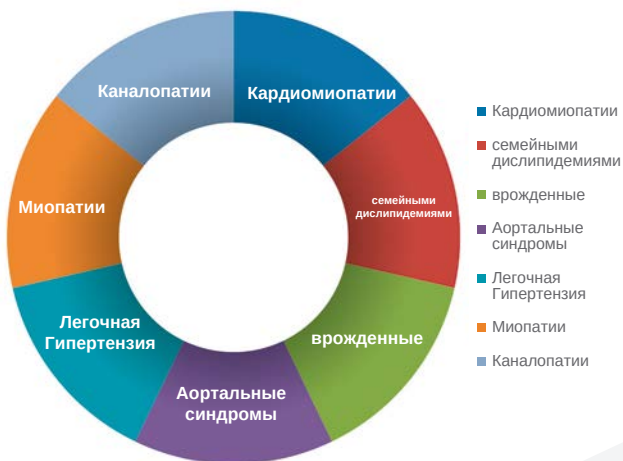 Каналопатии
Кардиомиопатии
семейными
дислипидемиями
Миопатии
врожденные
Легочная
Гипертензия
Аортальные
синдромы
Кардиомиопатии
семейными
дислипидемиями
врожденные
Аортальные
синдромы
Легочная
Гипертензия
Миопатии
Каналопатии